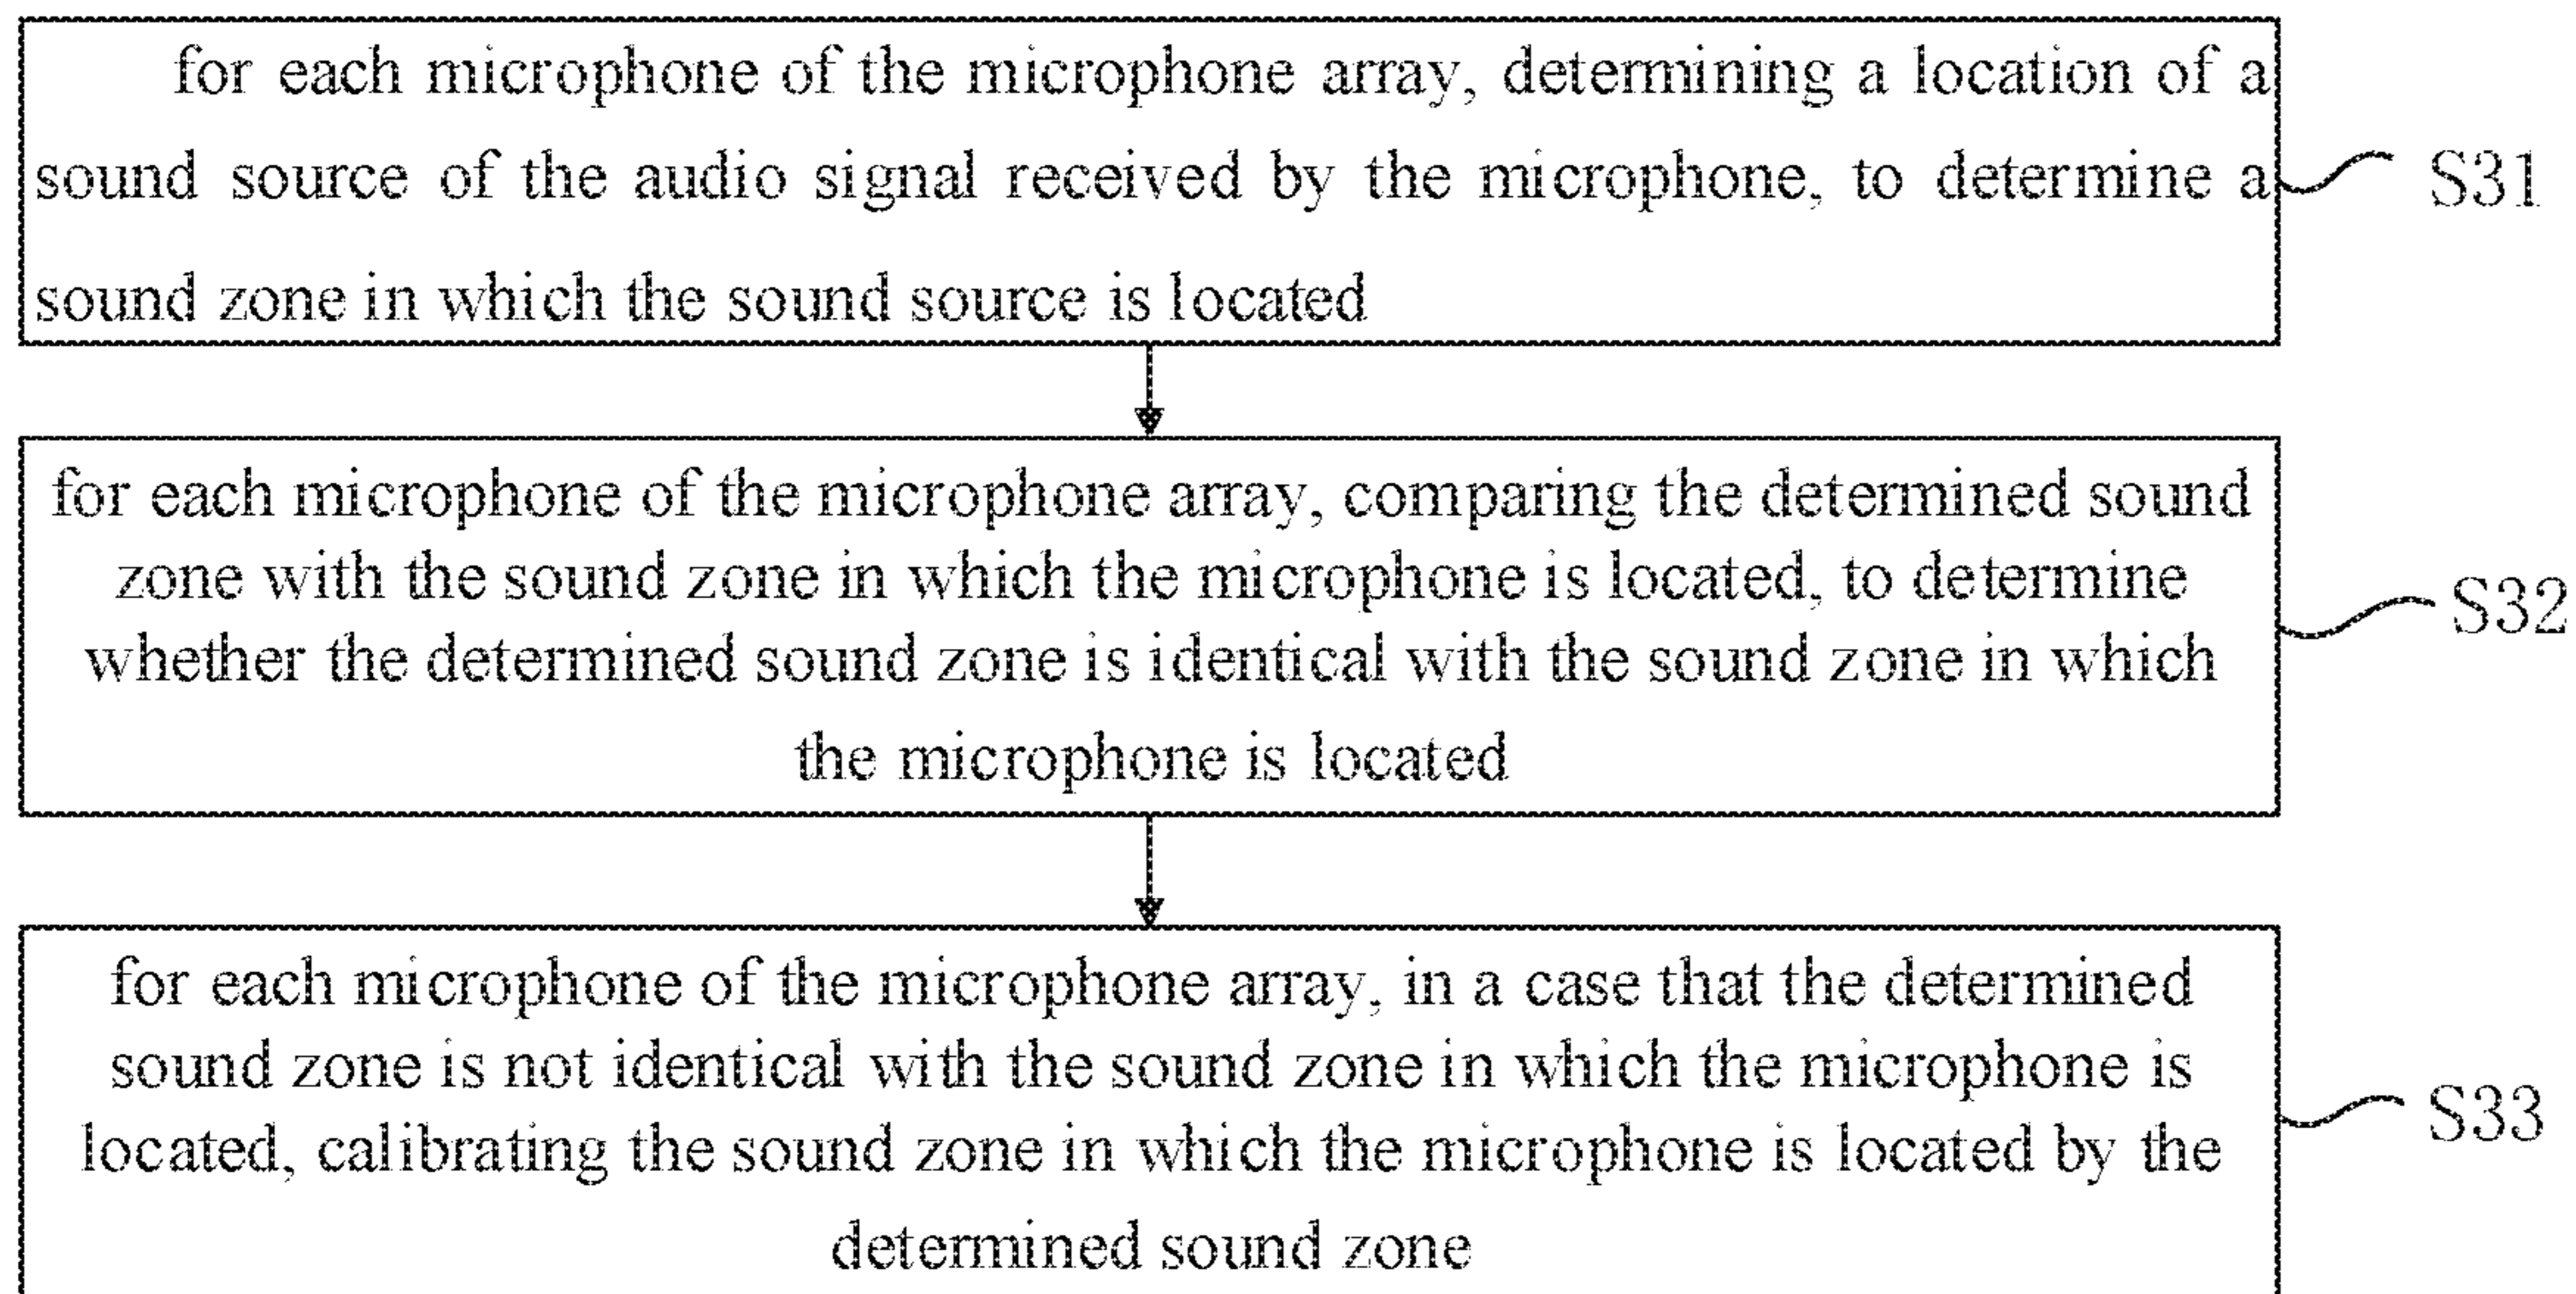 for each microphone of the microphone array, determining a location of a
sound source of the audio signal received by the microphone, to determine a
sound zone in which the sound source is located
S31
for each microphone of the microphone array, comparing the determined sound
zone with the sound zone in which the microphone is located, to determine
whether the determined sound zone is identical with the sound zone in which
the microphone is located
S32
for each microphone of the microphone array, in a case that the determined
sound zone is not identical with the sound zone in which the microphone is
located, calibrating the sound zone in which the microphone is located by the
determined sound zone
S33